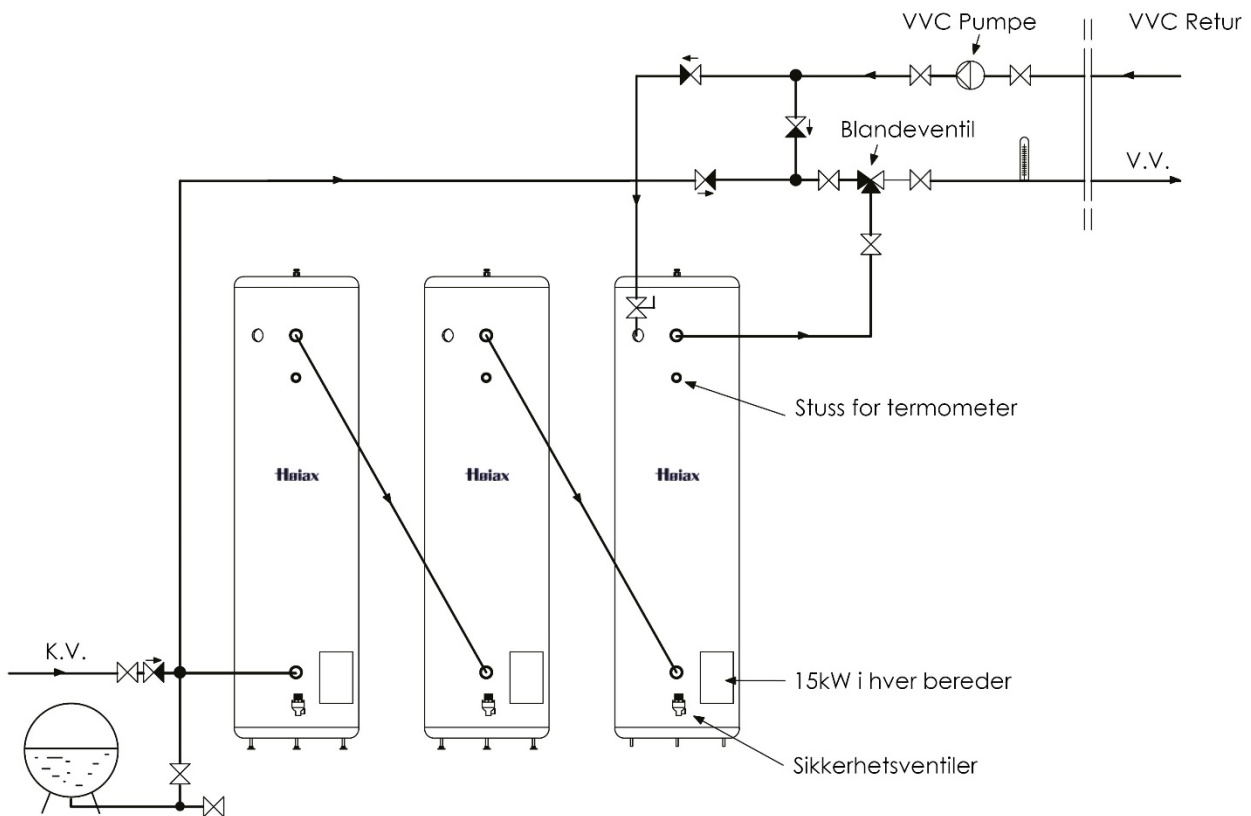 VVC Pumpe
VVC Retur
Blandeventil
V.V.
Stuss for termometer
Høiax
Høiax
Høiax
K.V.
15kW i hver bereder
Sikkerhetsventiler